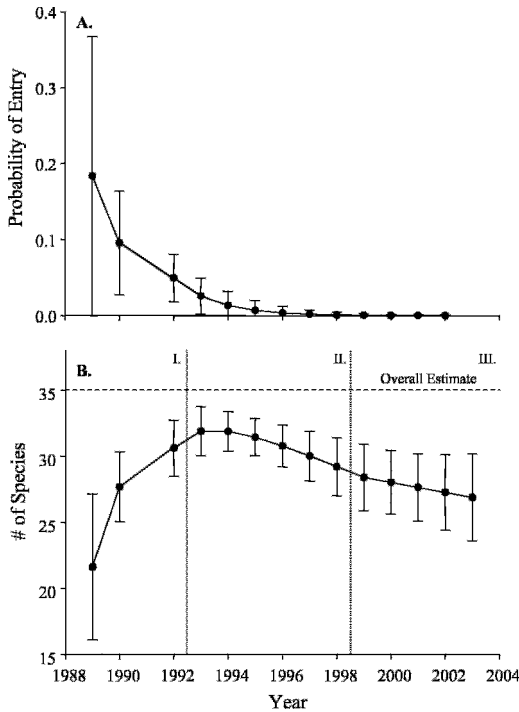 A.
0.4
0.3
0.2
0.1
0.0
Probability of Entry
B.
I.
II.
III.
Overall Estimate
35
30
25
20
15
# of Species
1988 1990 1992 1994 1996 1998 2000 2002 2004
Year